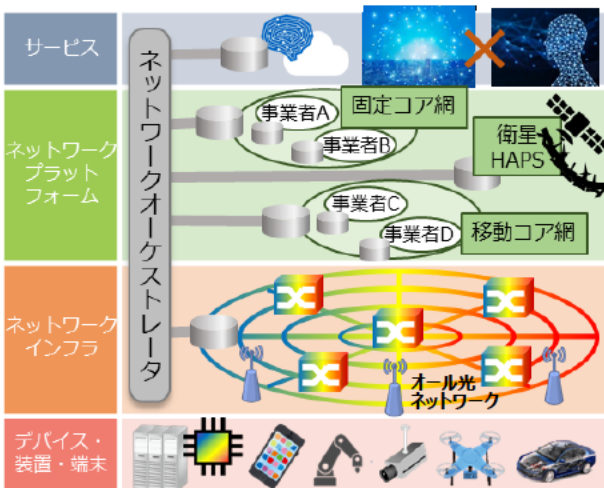 サービス
ネットワークオーケストレータ
ネットワーク
プラット
フォーム
事業者A
事業者B
固定コア網
衛星
HAPS
事業者C
事業者D
移動コア網
ネットワーク
インフラ
オール光
ネットワーク
デバイス・
装置・端末